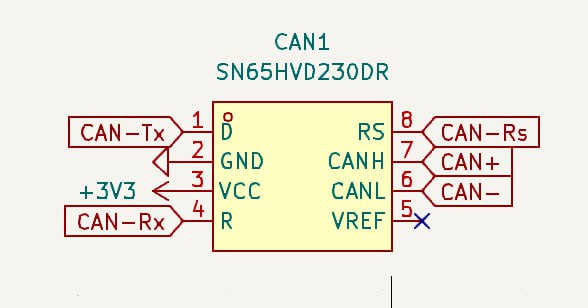 CAN1
SN65HVD230DR
CAN-Tx 1 D RS 8 CAN-Rs
2 GND CANH 7 CAN+
+3V3 3 VCC CANL 6 CAN-
CAN-Rx 4 R VREF 5